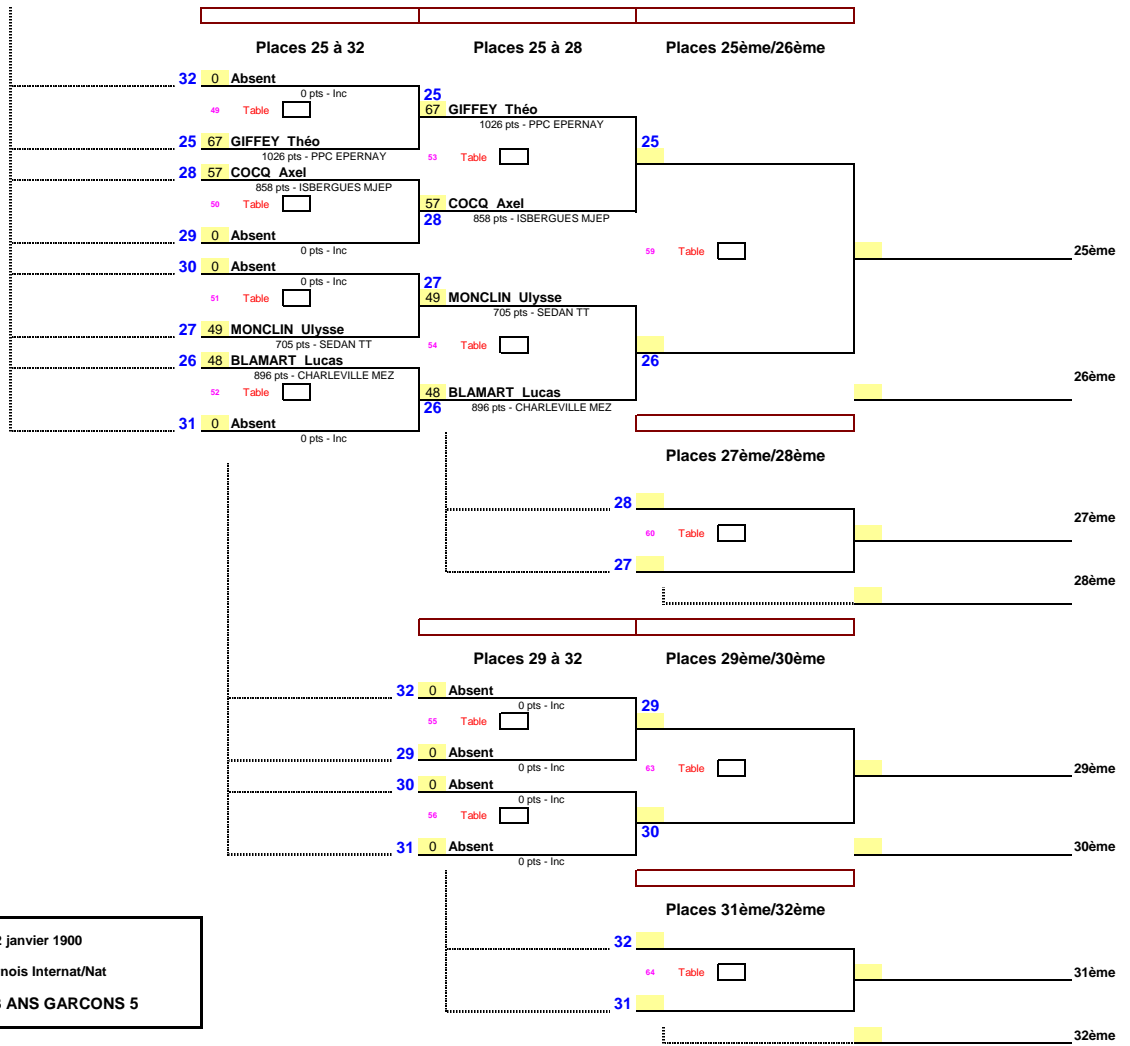 Places 25 à 32 Places 25 à 28 Places 25ème/26ème
32 0 Absent
0 pts - Inc
25
49 Table
67 GIFFEY Théo
1026 pts - PPC EPERNAY
25 67 GIFFEY Théo
25
1026 pts - PPC EPERNAY
53 Table
28 57 COCQ Axel
858 pts - ISBERGUES MJEP
50 Table
57 COCQ Axel
28
858 pts - ISBERGUES MJEP
29 0 Absent
0 pts - Inc
59 Table
25ème
30 0 Absent
0 pts - Inc
27
51 Table
49 MONCLIN Ulysse
705 pts - SEDAN TT
27 49 MONCLIN Ulysse
705 pts - SEDAN TT
54 Table
26 48 BLAMART Lucas
26
896 pts - CHARLEVILLE MEZ
26ème
52 Table
48 BLAMART Lucas
26
896 pts - CHARLEVILLE MEZ
31 0 Absent
0 pts - Inc
Places 27ème/28ème
28
27ème
60 Table
27
28ème
Places 29 à 32 Places 29ème/30ème
32 0 Absent
0 pts - Inc
29
55 Table
29 0 Absent
0 pts - Inc
63 Table
29ème
30 0 Absent
0 pts - Inc
56 Table
30
31 0 Absent
30ème
0 pts - Inc
Places 31ème/32ème
32
64 Table
31ème
31
32ème
janvier 1900
nois Internat/Nat
ANS GARCONS 5